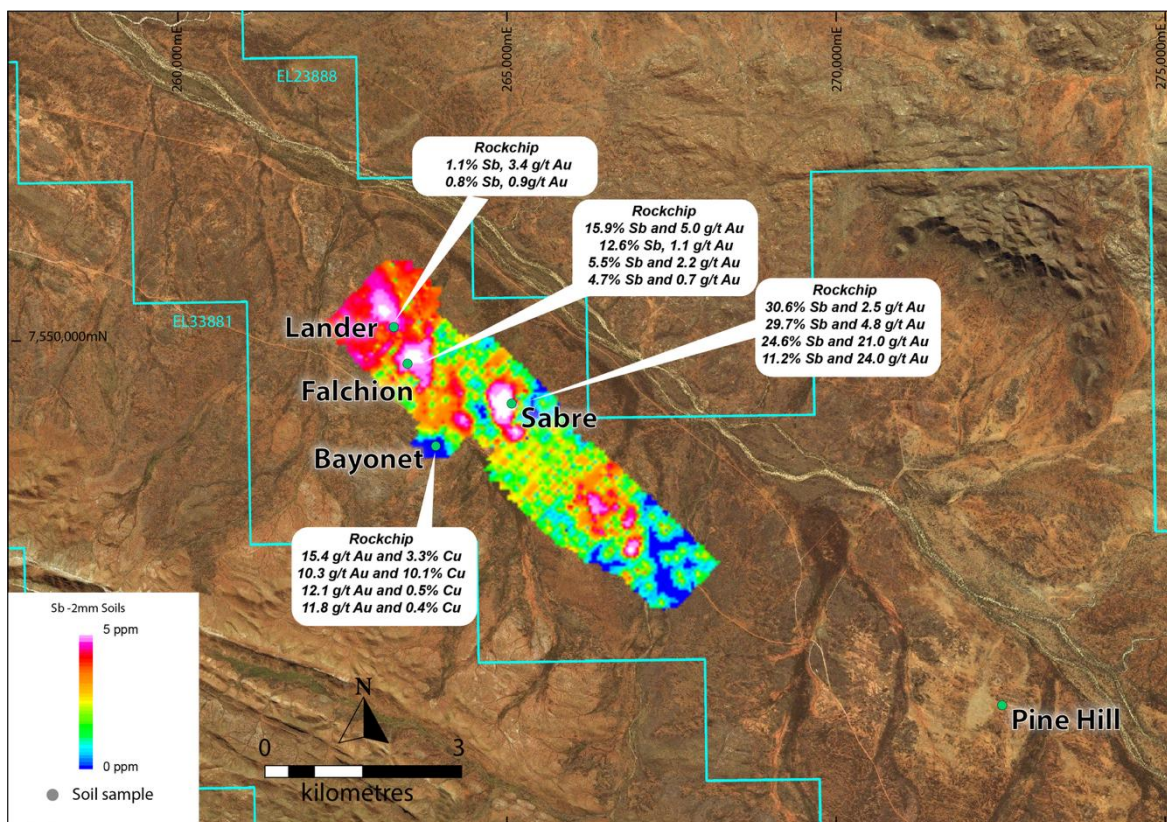 260,000mE
265,000mE
270,000mE
275,000mE
EL23888
Rockchip
1.1% Sb, 3.4 g/t Au
0.8% Sb, 0.9g/t Au
Rockchip
15.9% Sb and 5.0 g/t Au
12.6% Sb, 1.1 g/t Au
5.5% Sb and 2.2 g/t Au
4.7% Sb and 0.7 g/t Au
Rockchip
30.6% Sb and 2.5 g/t Au
29.7% Sb and 4.8 g/t Au
24.6% Sb and 21.0 g/t Au
11.2% Sb and 24.0 g/t Au
EL33881
7,550,000mN
Lander
Falchion
Sabre
Bayonet
Rockchip
15.4 g/t Au and 3.3% Cu
10.3 g/t Au and 10.1% Cu
12.1 g/t Au and 0.5% Cu
11.8 g/t Au and 0.4% Cu
Sb -2mm Soils
5 ppm
0 ppm
Soil sample
N
0 3
kilometres
Pine Hill